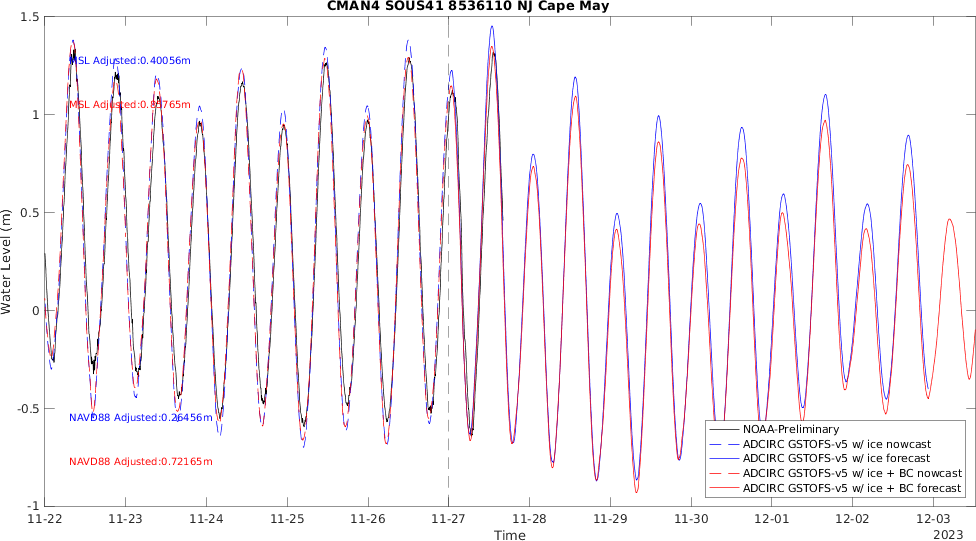 CMAN4 SOUS41 8536110 NJ Cape May
1.5
1
0.5
0
-0.5
-1
Water Level (m)
MSL Adjusted:0.40056m
MSL Adjusted:0.85765m
NAVD88 Adjusted:0.26456m
NAVD88 Adjusted:0.72165m
NOAA-Preliminary
ADCIRC GSTOFS-v5 w/ ice nowcast
ADCIRC GSTOFS-v5 w/ ice forecast
ADCIRC GSTOFS-v5 w/ ice + BC nowcast
ADCIRC GSTOFS-v5 w/ ice + BC forecast
11-22 11-23 11-24 11-25 11-26 11-27 11-28 11-29 11-30 12-01 12-02 12-03
Time
2023